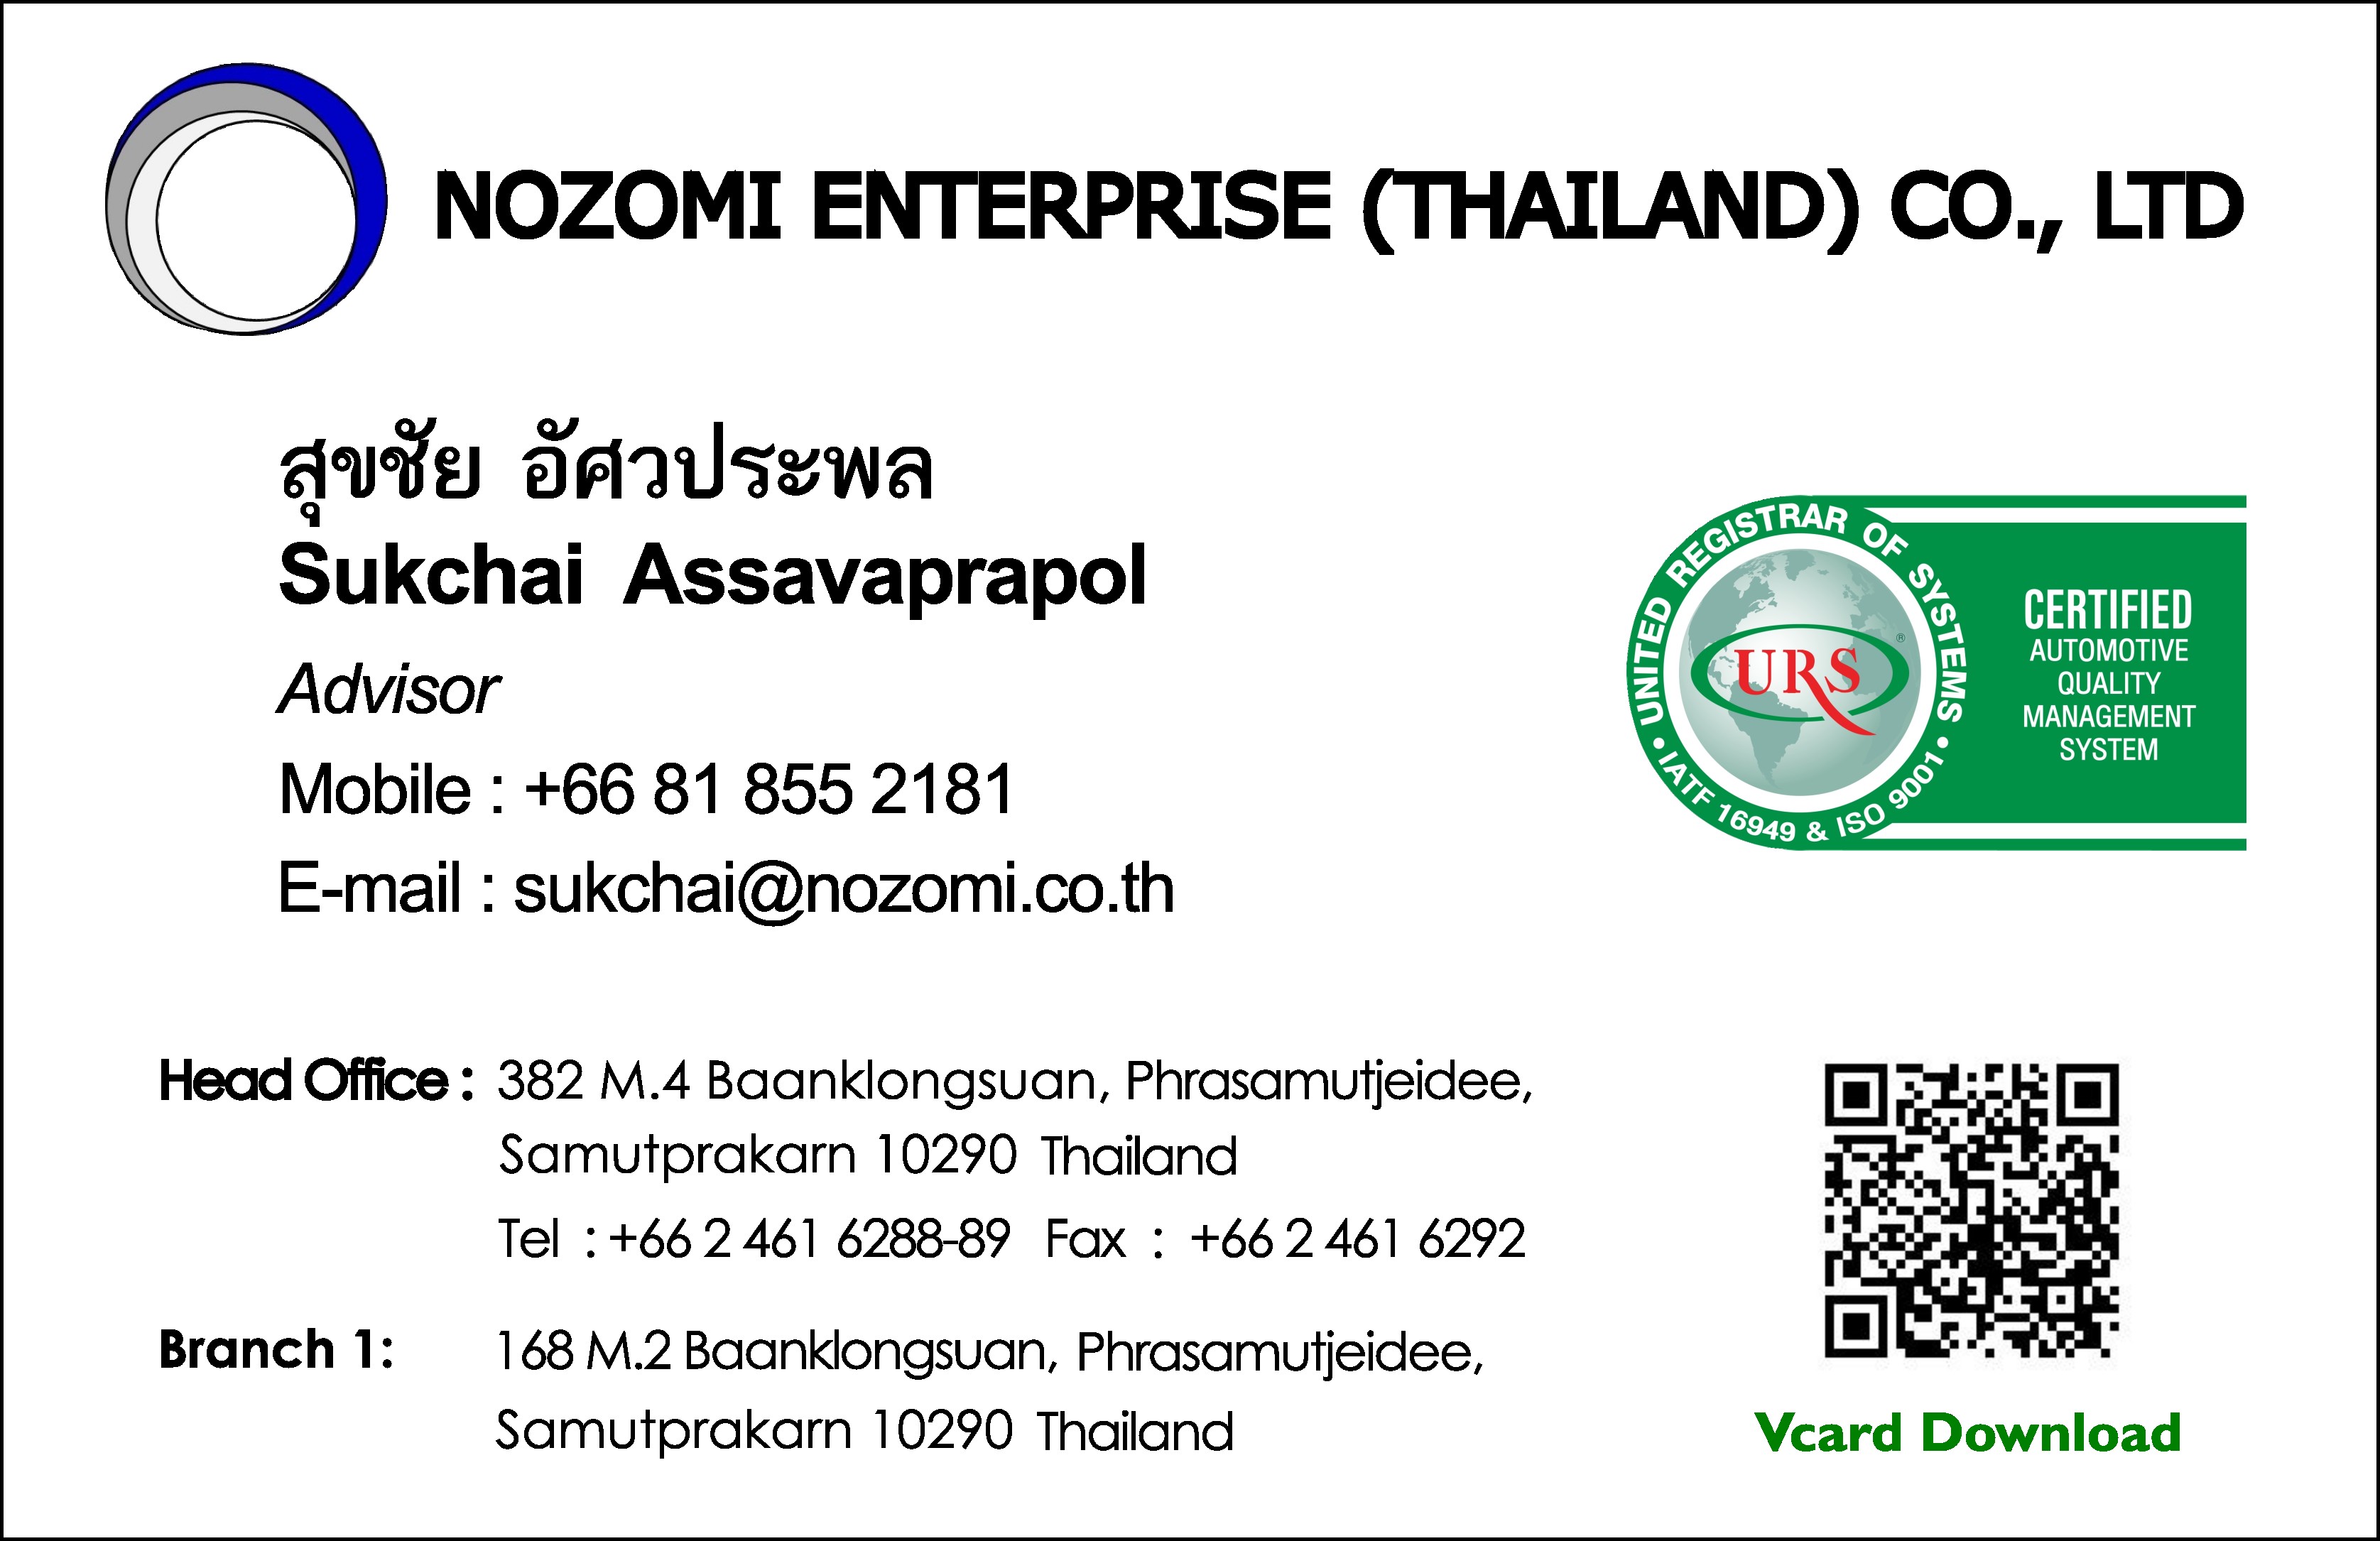 NOZOMI ENTERPRISE (THAILAND) CO., LTD
สุขชัย อัศวประพล
Sukchai Assavaprapol
Advisor
Mobile : +66 81 855 2181
E-mail : sukchai@nozomi.co.th
UNITED REGISTRAR OF SYSTEMS
• IATF 16949 & ISO 9001 •
URS ®
CERTIFIED
AUTOMOTIVE
QUALITY
MANAGEMENT
SYSTEM
Head Office : 382 M.4 Baanklongsuan, Phrasamutjeidee,
Samutprakarn 10290 Thailand
Tel : +66 2 461 6288-89 Fax : +66 2 461 6292
Branch 1: 168 M.2 Baanklongsuan, Phrasamutjeidee,
Samutprakarn 10290 Thailand
Vcard Download